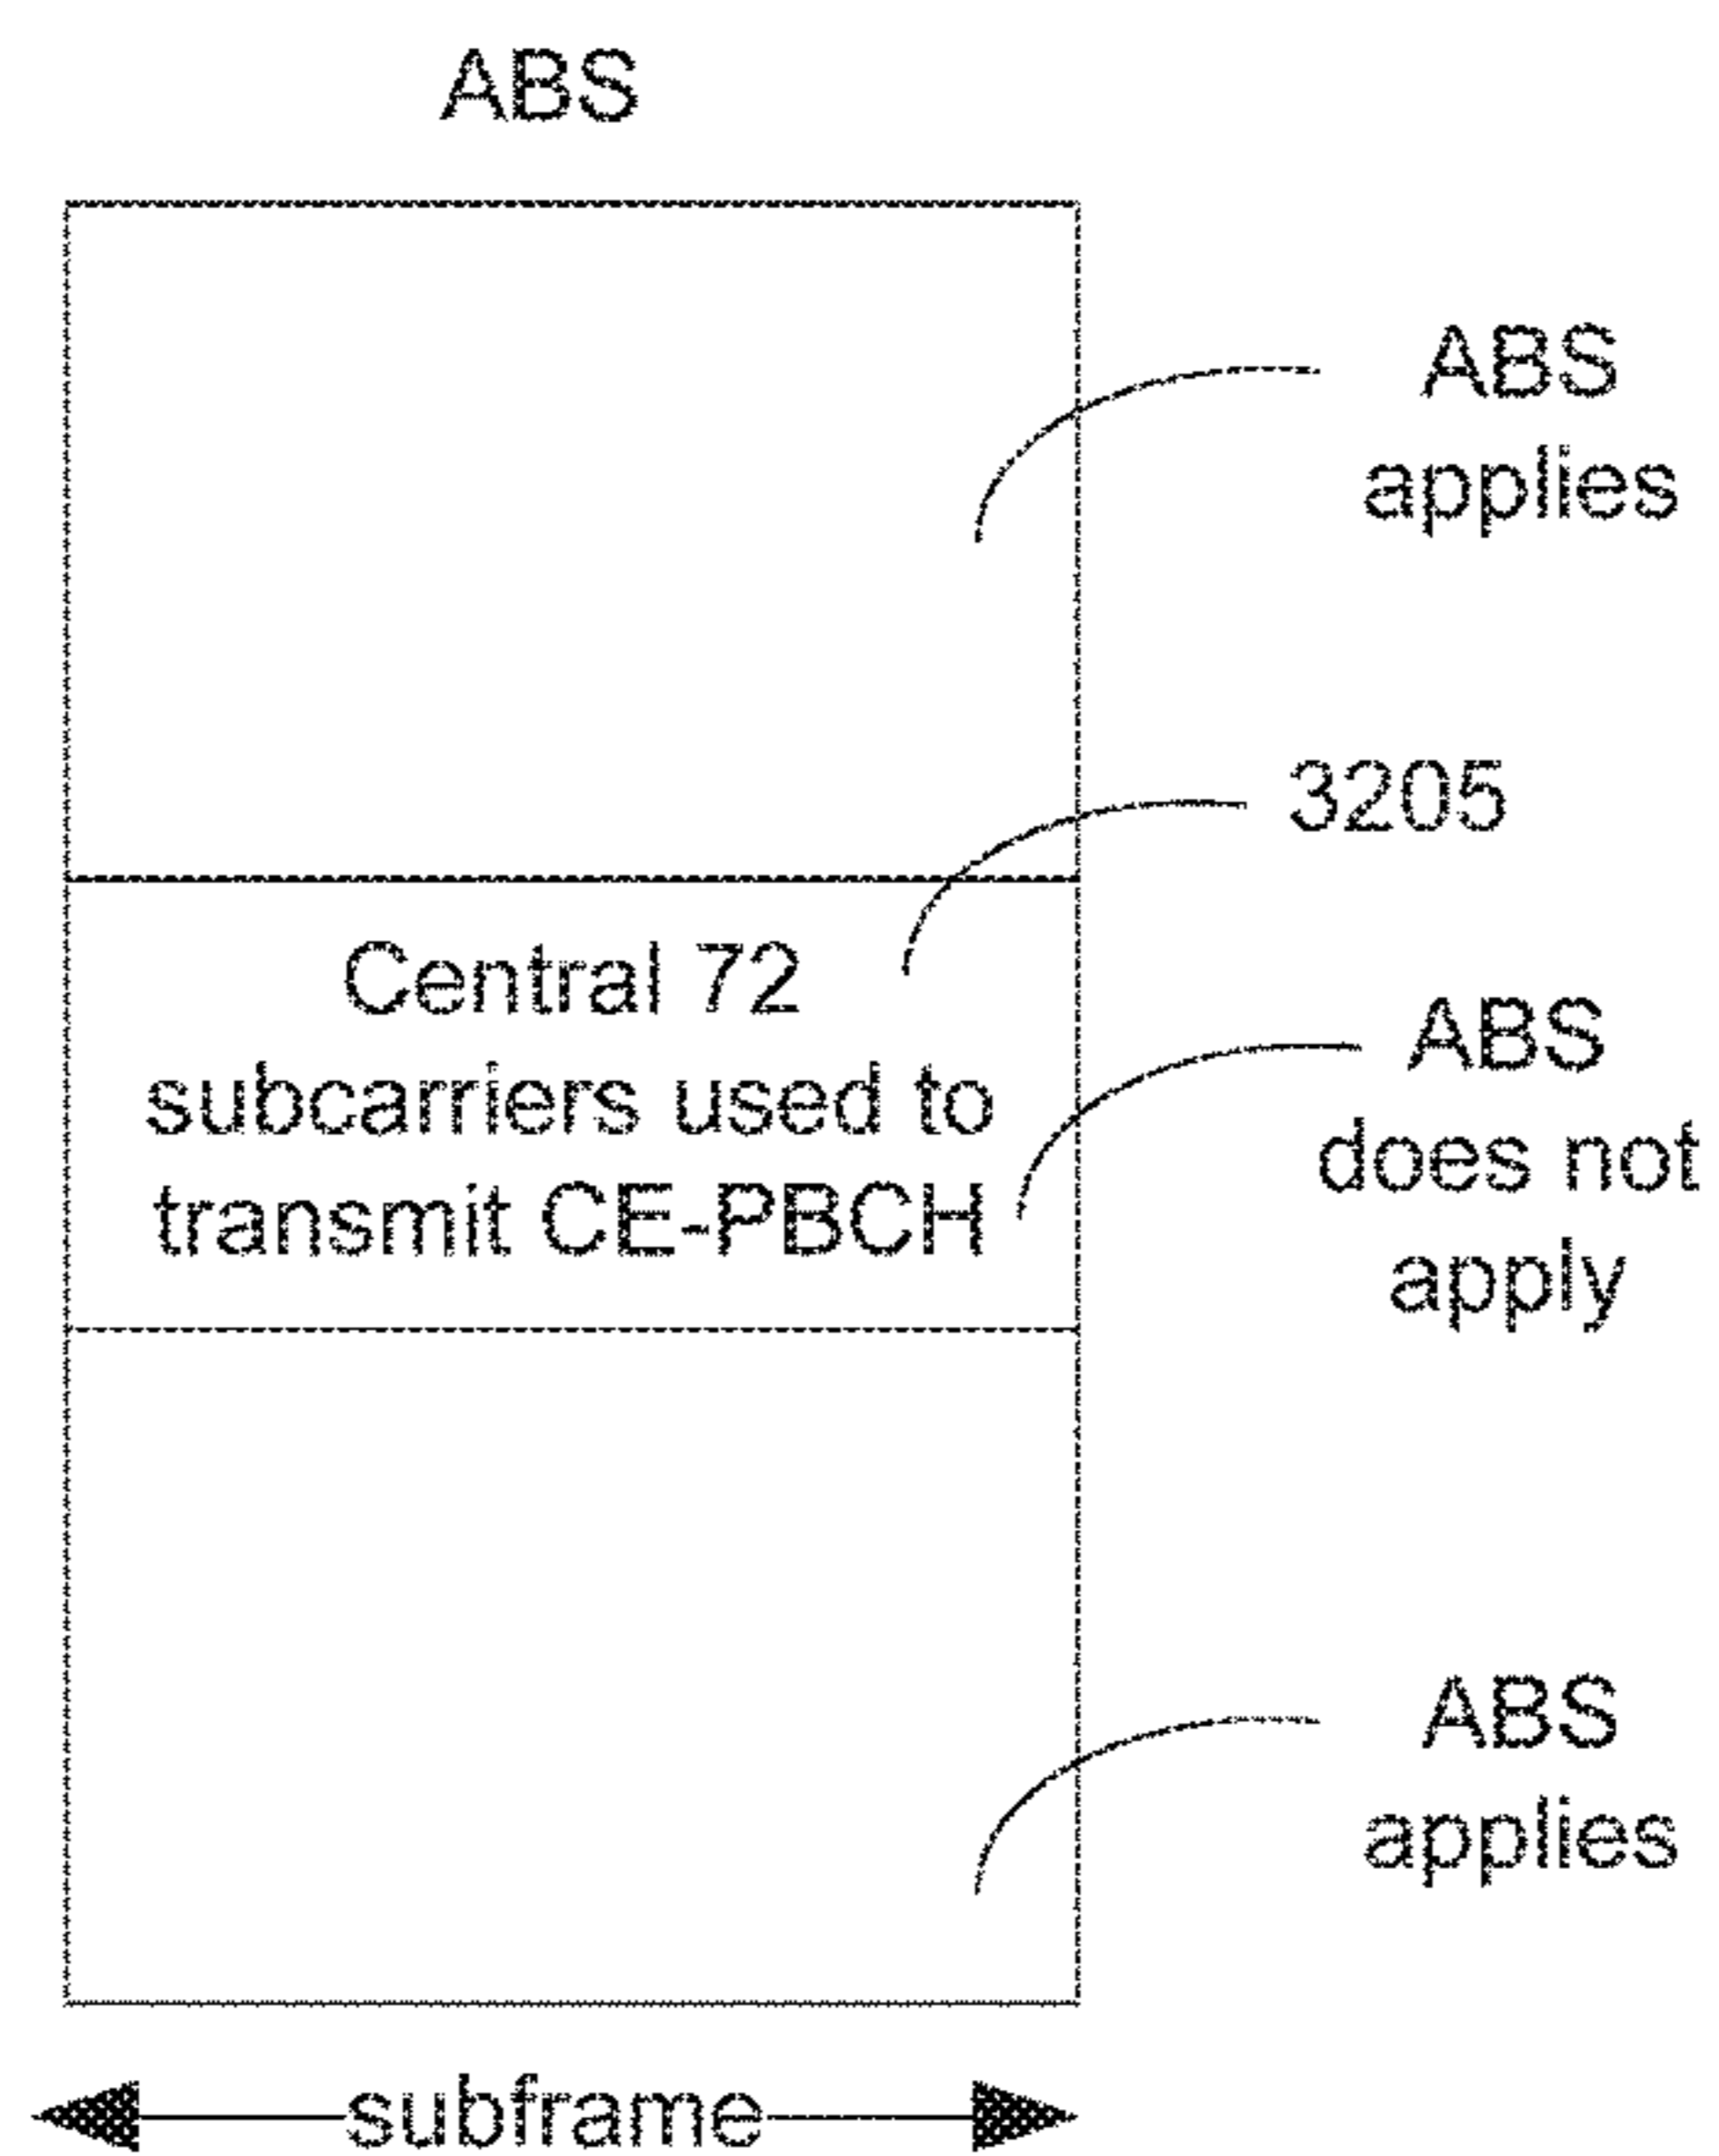 ABS
ABS
applies
3205
Central 72
subcarriers used to
transmit CE-PBCH
ABS
does not
apply
ABS
applies
subframe